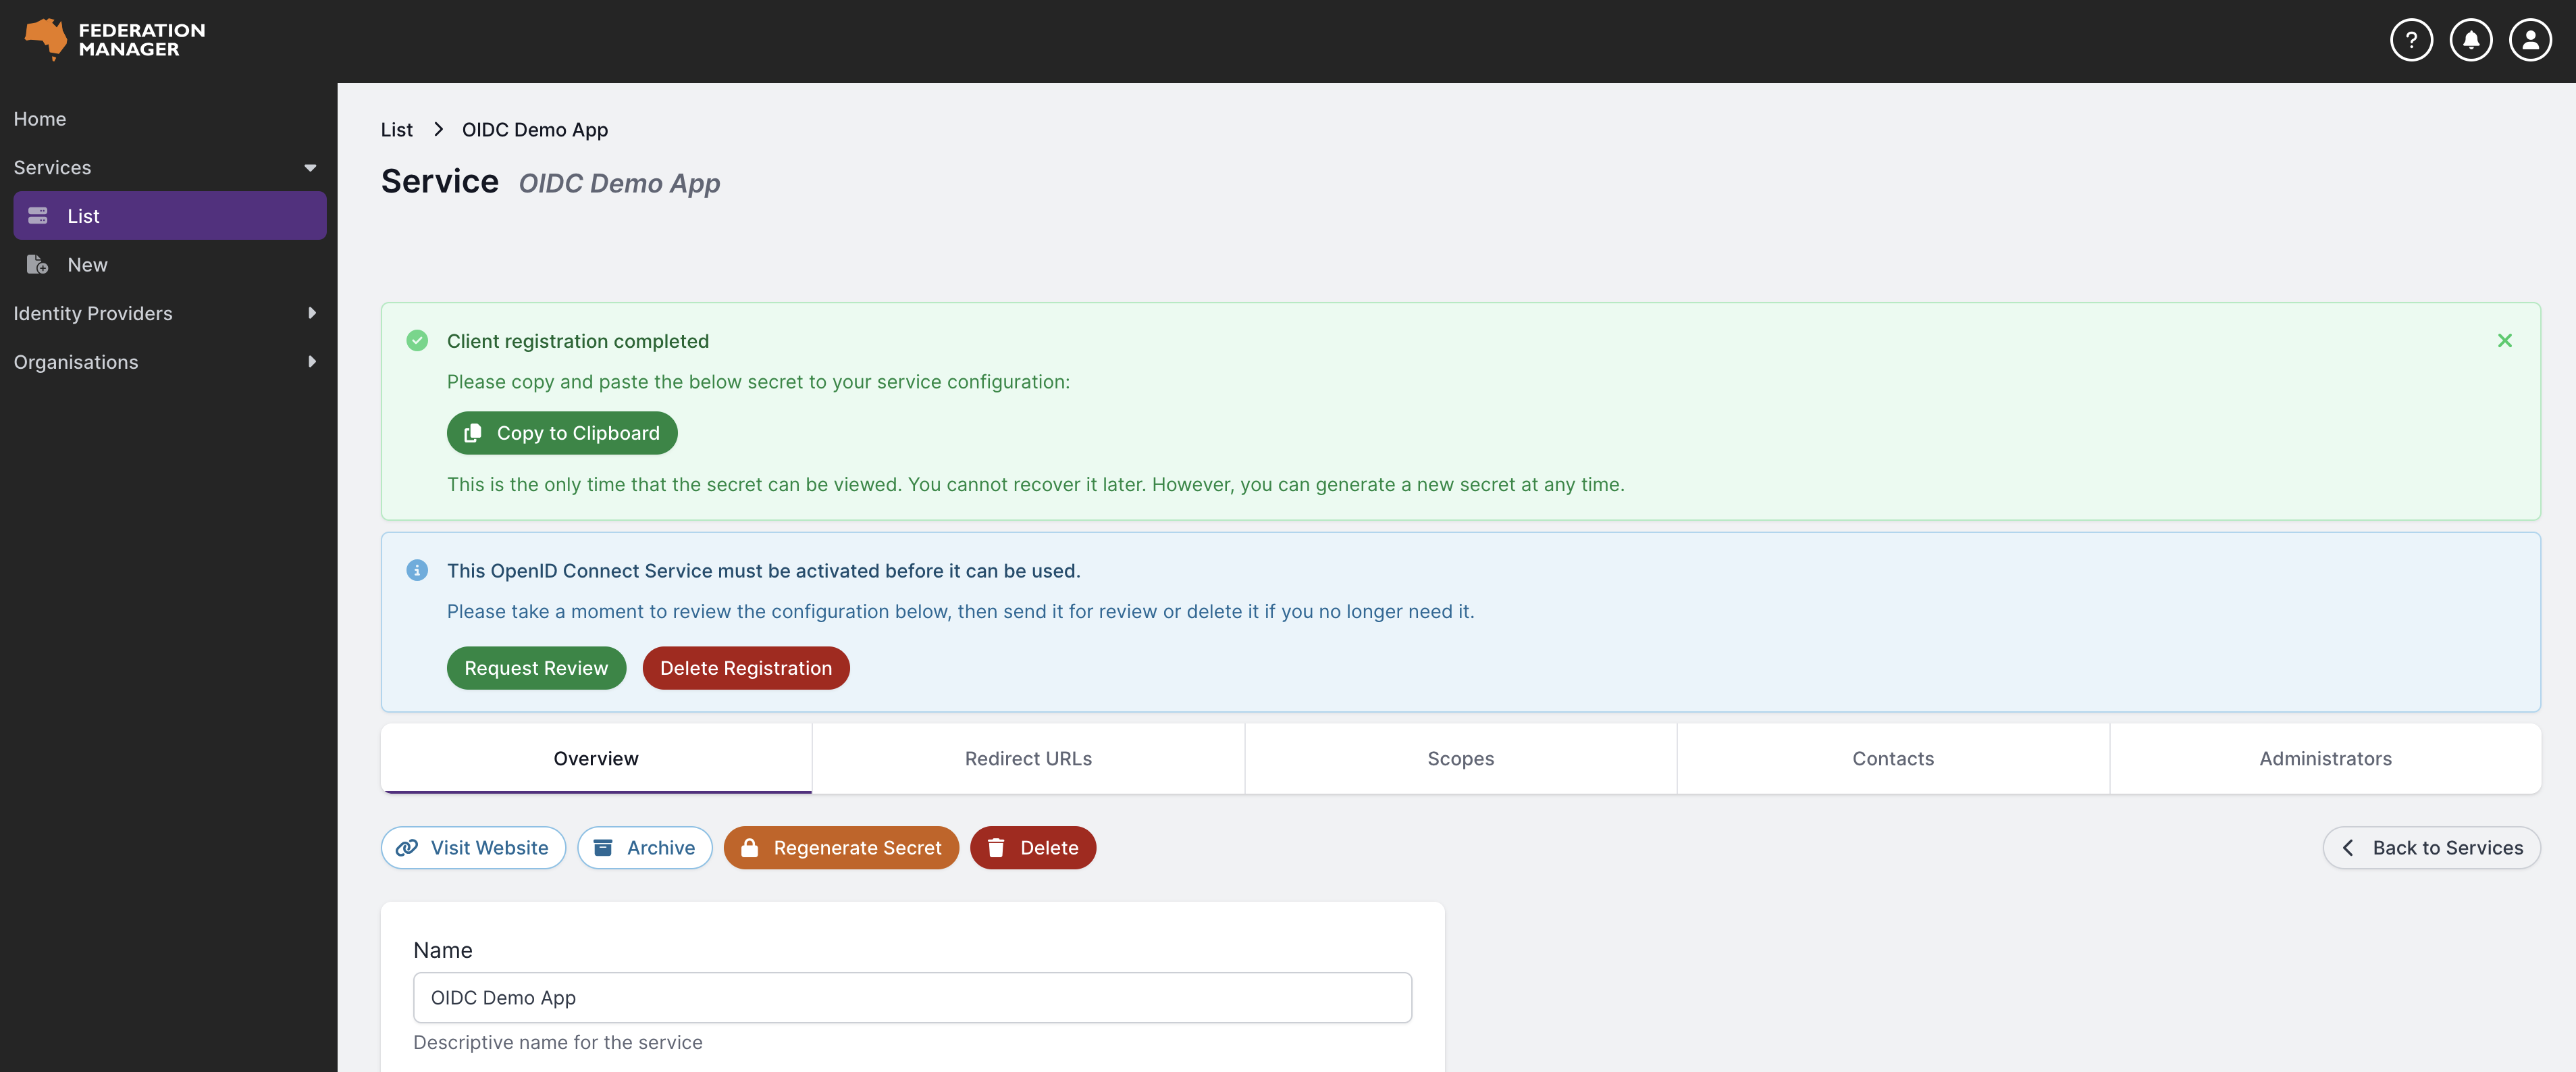 FEDERATION
MANAGER
?
Home
Services
List
New
Identity Providers
Organisations
List > OIDC Demo App
Service OIDC Demo App
Client registration completed
Please copy and paste the below secret to your service configuration:
Copy to Clipboard
This is the only time that the secret can be viewed. You cannot recover it later. However, you can generate a new secret at any time.
This OpenID Connect Service must be activated before it can be used.
Please take a moment to review the configuration below, then send it for review or delete it if you no longer need it.
Request Review Delete Registration
Overview Redirect URLs Scopes Contacts Administrators
Visit Website Archive Regenerate Secret Delete Back to Services
Name
OIDC Demo App
Descriptive name for the service